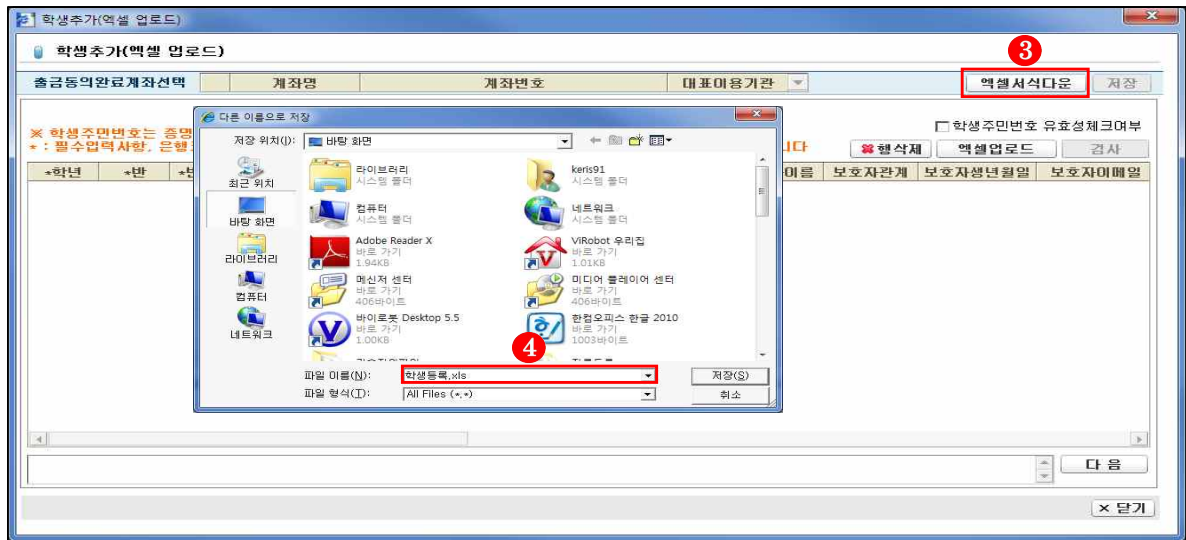 학생추가(엑셀 업로드)
학생추가(엑셀 업로드)
3
출금동의완료계좌선택 계좌명 계좌번호 대표이용기관 엑셀서식다운 저장
다른 이름으로 저장
※ 학생주민번호는 증명
학생주민번호 유효성체크여부
* : 필수입력사항, 은행
니다
행삭제 엑셀업로드 검사
*학년 *반
이름 보호자관계 보호자생년월일 보호자이메일
저장 위치(I): 바탕 화면
최근 위치
바탕 화면
라이브러리
컴퓨터
네트워크
라이브러리
시스템 폴더
keris91
시스템 폴더
컴퓨터
시스템 폴더
네트워크
시스템 폴더
Adobe Reader X
바로 가기
1.94KB
ViRobot 우리집
바로 가기
1.01KB
메신저 센터
바로 가기
406바이트
미디어 플레이어 센터
바로 가기
406바이트
바이로봇 Desktop 5.5
바로 가기
1.00KB
한컴오피스 한글 2010
바로 가기
1003바이트
4
파일 이름(N): 학생등록.xls 저장(S)
파일 형식(T): All Files (*.*) 취소
다음
× 닫기